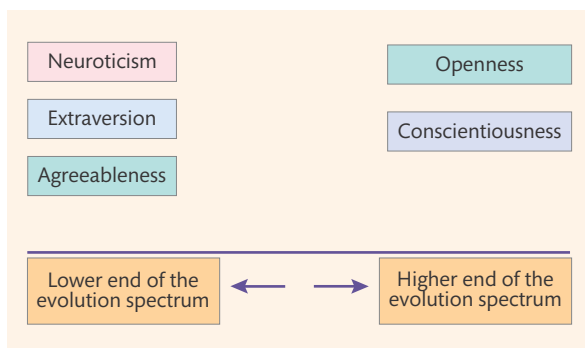 Neuroticism
Extraversion
Agreeableness
Openness
Conscientiousness
Lower end of the
evolution spectrum
Higher end of the
evolution spectrum